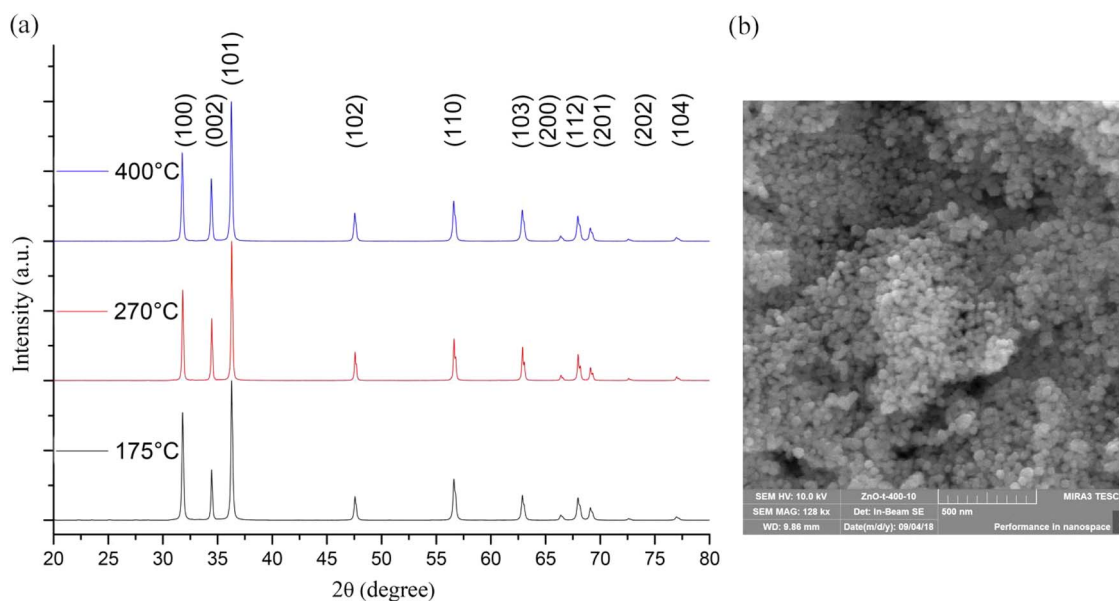 (a)
(b)
(100)
(002)
(101)
(102)
(110)
(103)
(200)
(112)
(201)
(202)
(104)
400°C
270°C
175°C
Intensity (a.u.)
20 25 30 35 40 45 50 55 60 65 70 75 80
2θ (degree)
SEM HV: 10.0 kV ZnO-t-400-10 MIRA3 TESC
SEM MAG: 128 kx Det: In-Beam SE 500 nm
WD: 9.86 mm Date(m/d/y): 09/04/18 Performance in nanospace